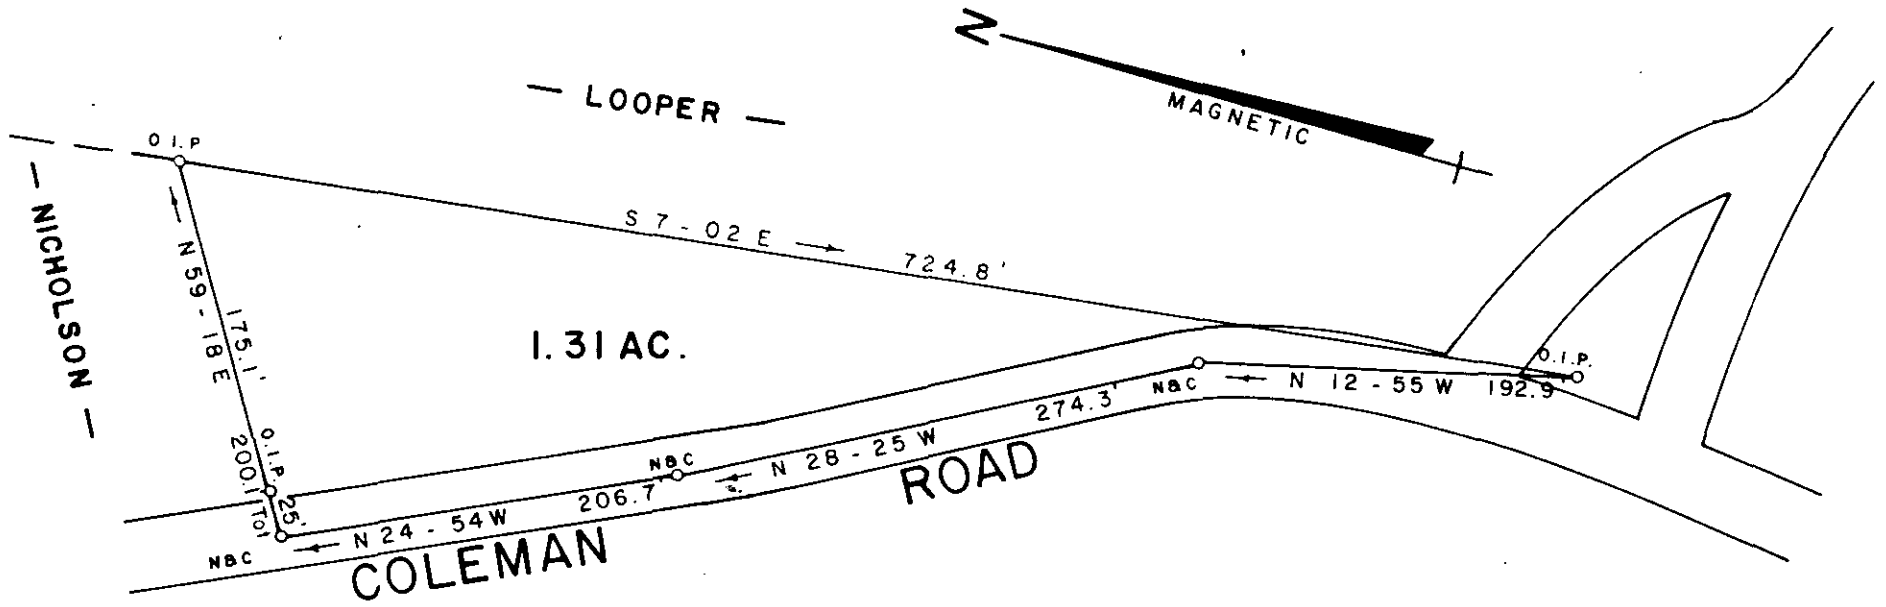 N
MAGNETIC
— LOOPER —
O.I.P
— NICHOLSON —
S 7 - 02 E
724.8'
N 59 - 18 E
175.1'
1.31 AC.
O.I.P.
N 12 - 55 W 192.9'
NBC
274.3'
N 28 - 25 W
NBC
206.7'
N 24 - 54 W
O.I.P.
25'
200.1' Tot
NBC
COLEMAN ROAD